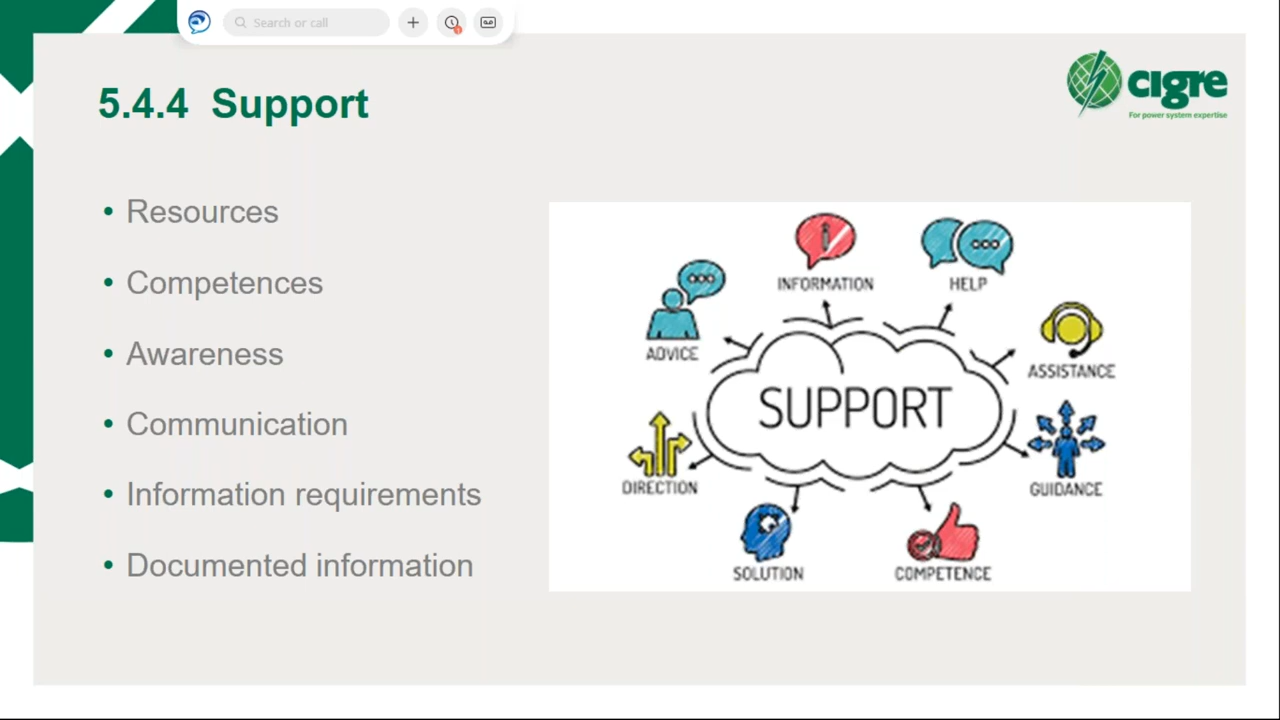 Search or call
5.4.4 Support
cigre
For power system expertise
• Resources
• Competences
• Awareness
• Communication
• Information requirements
• Documented information
INFORMATION
HELP
ADVICE
ASSISTANCE
SUPPORT
DIRECTION
GUIDANCE
SOLUTION
COMPETENCE